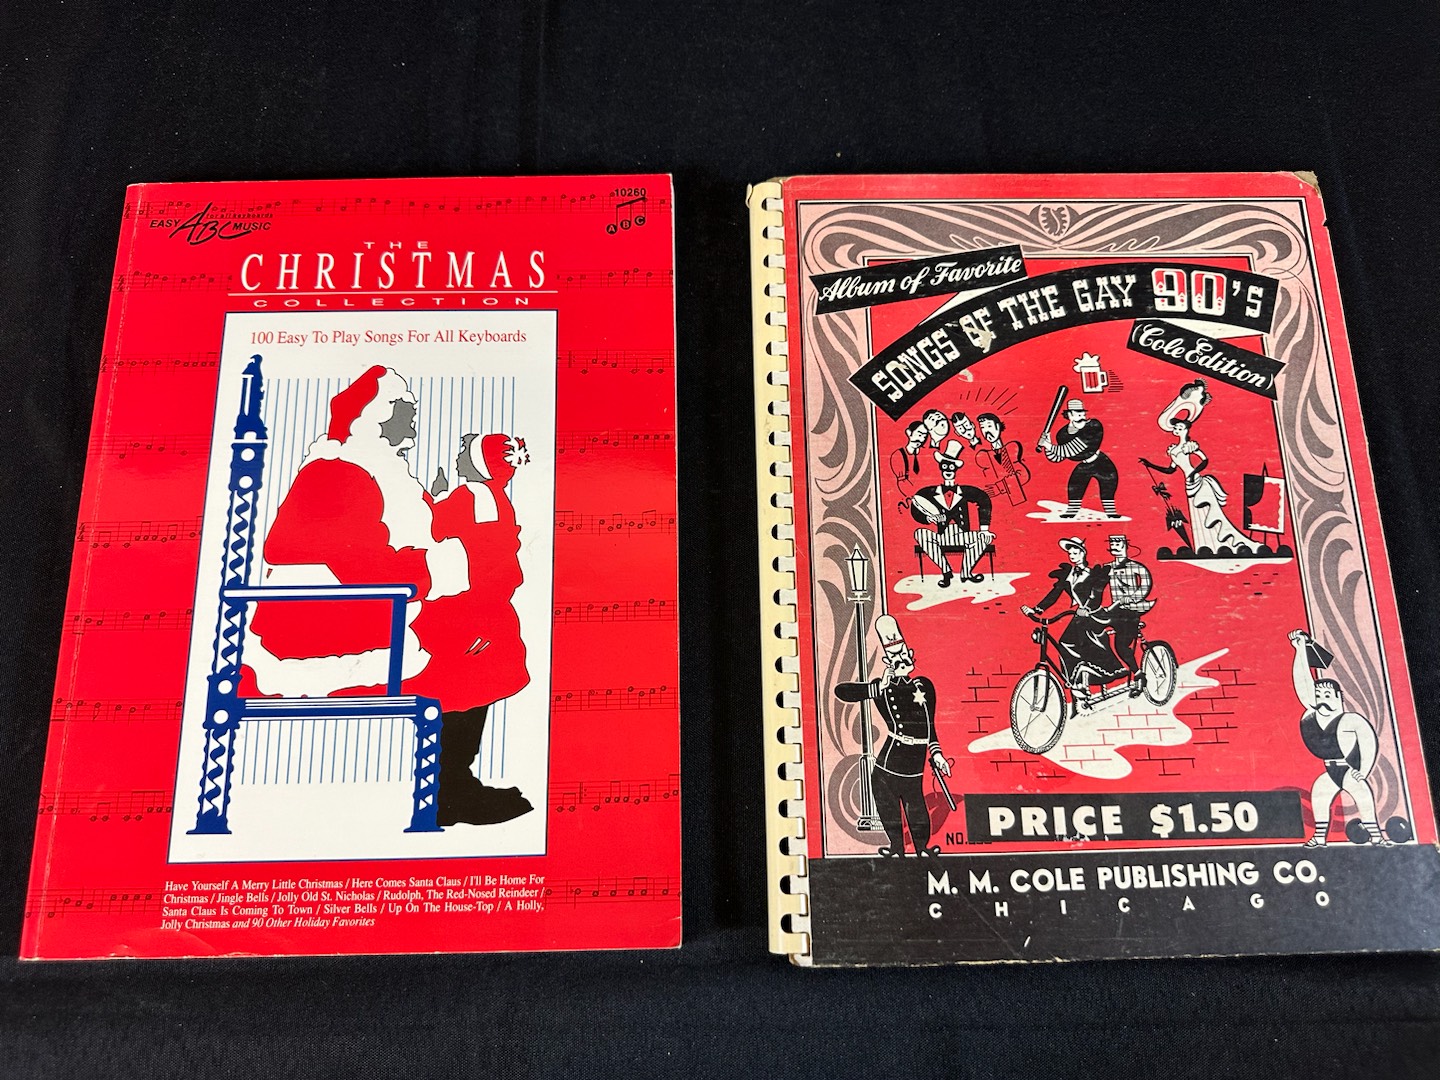 10260
EASY ABC MUSIC
for all keyboards
A B C
THE
CHRISTMAS
COLLECTION
100 Easy To Play Songs For All Keyboards
Have Yourself A Merry Little Christmas / Here Comes Santa Claus / I'll Be Home For
Christmas / Jingle Bells / Jolly Old St. Nicholas / Rudolph, The Red-Nosed Reindeer /
Santa Claus Is Coming To Town / Silver Bells / Up On The House-Top / A Holly,
Jolly Christmas and 90 Other Holiday Favorites
Album of Favorite
SONGS OF THE GAY 90's
(Cole Edition)
NO.
PRICE $1.50
M. M. COLE PUBLISHING CO.
CHICAGO